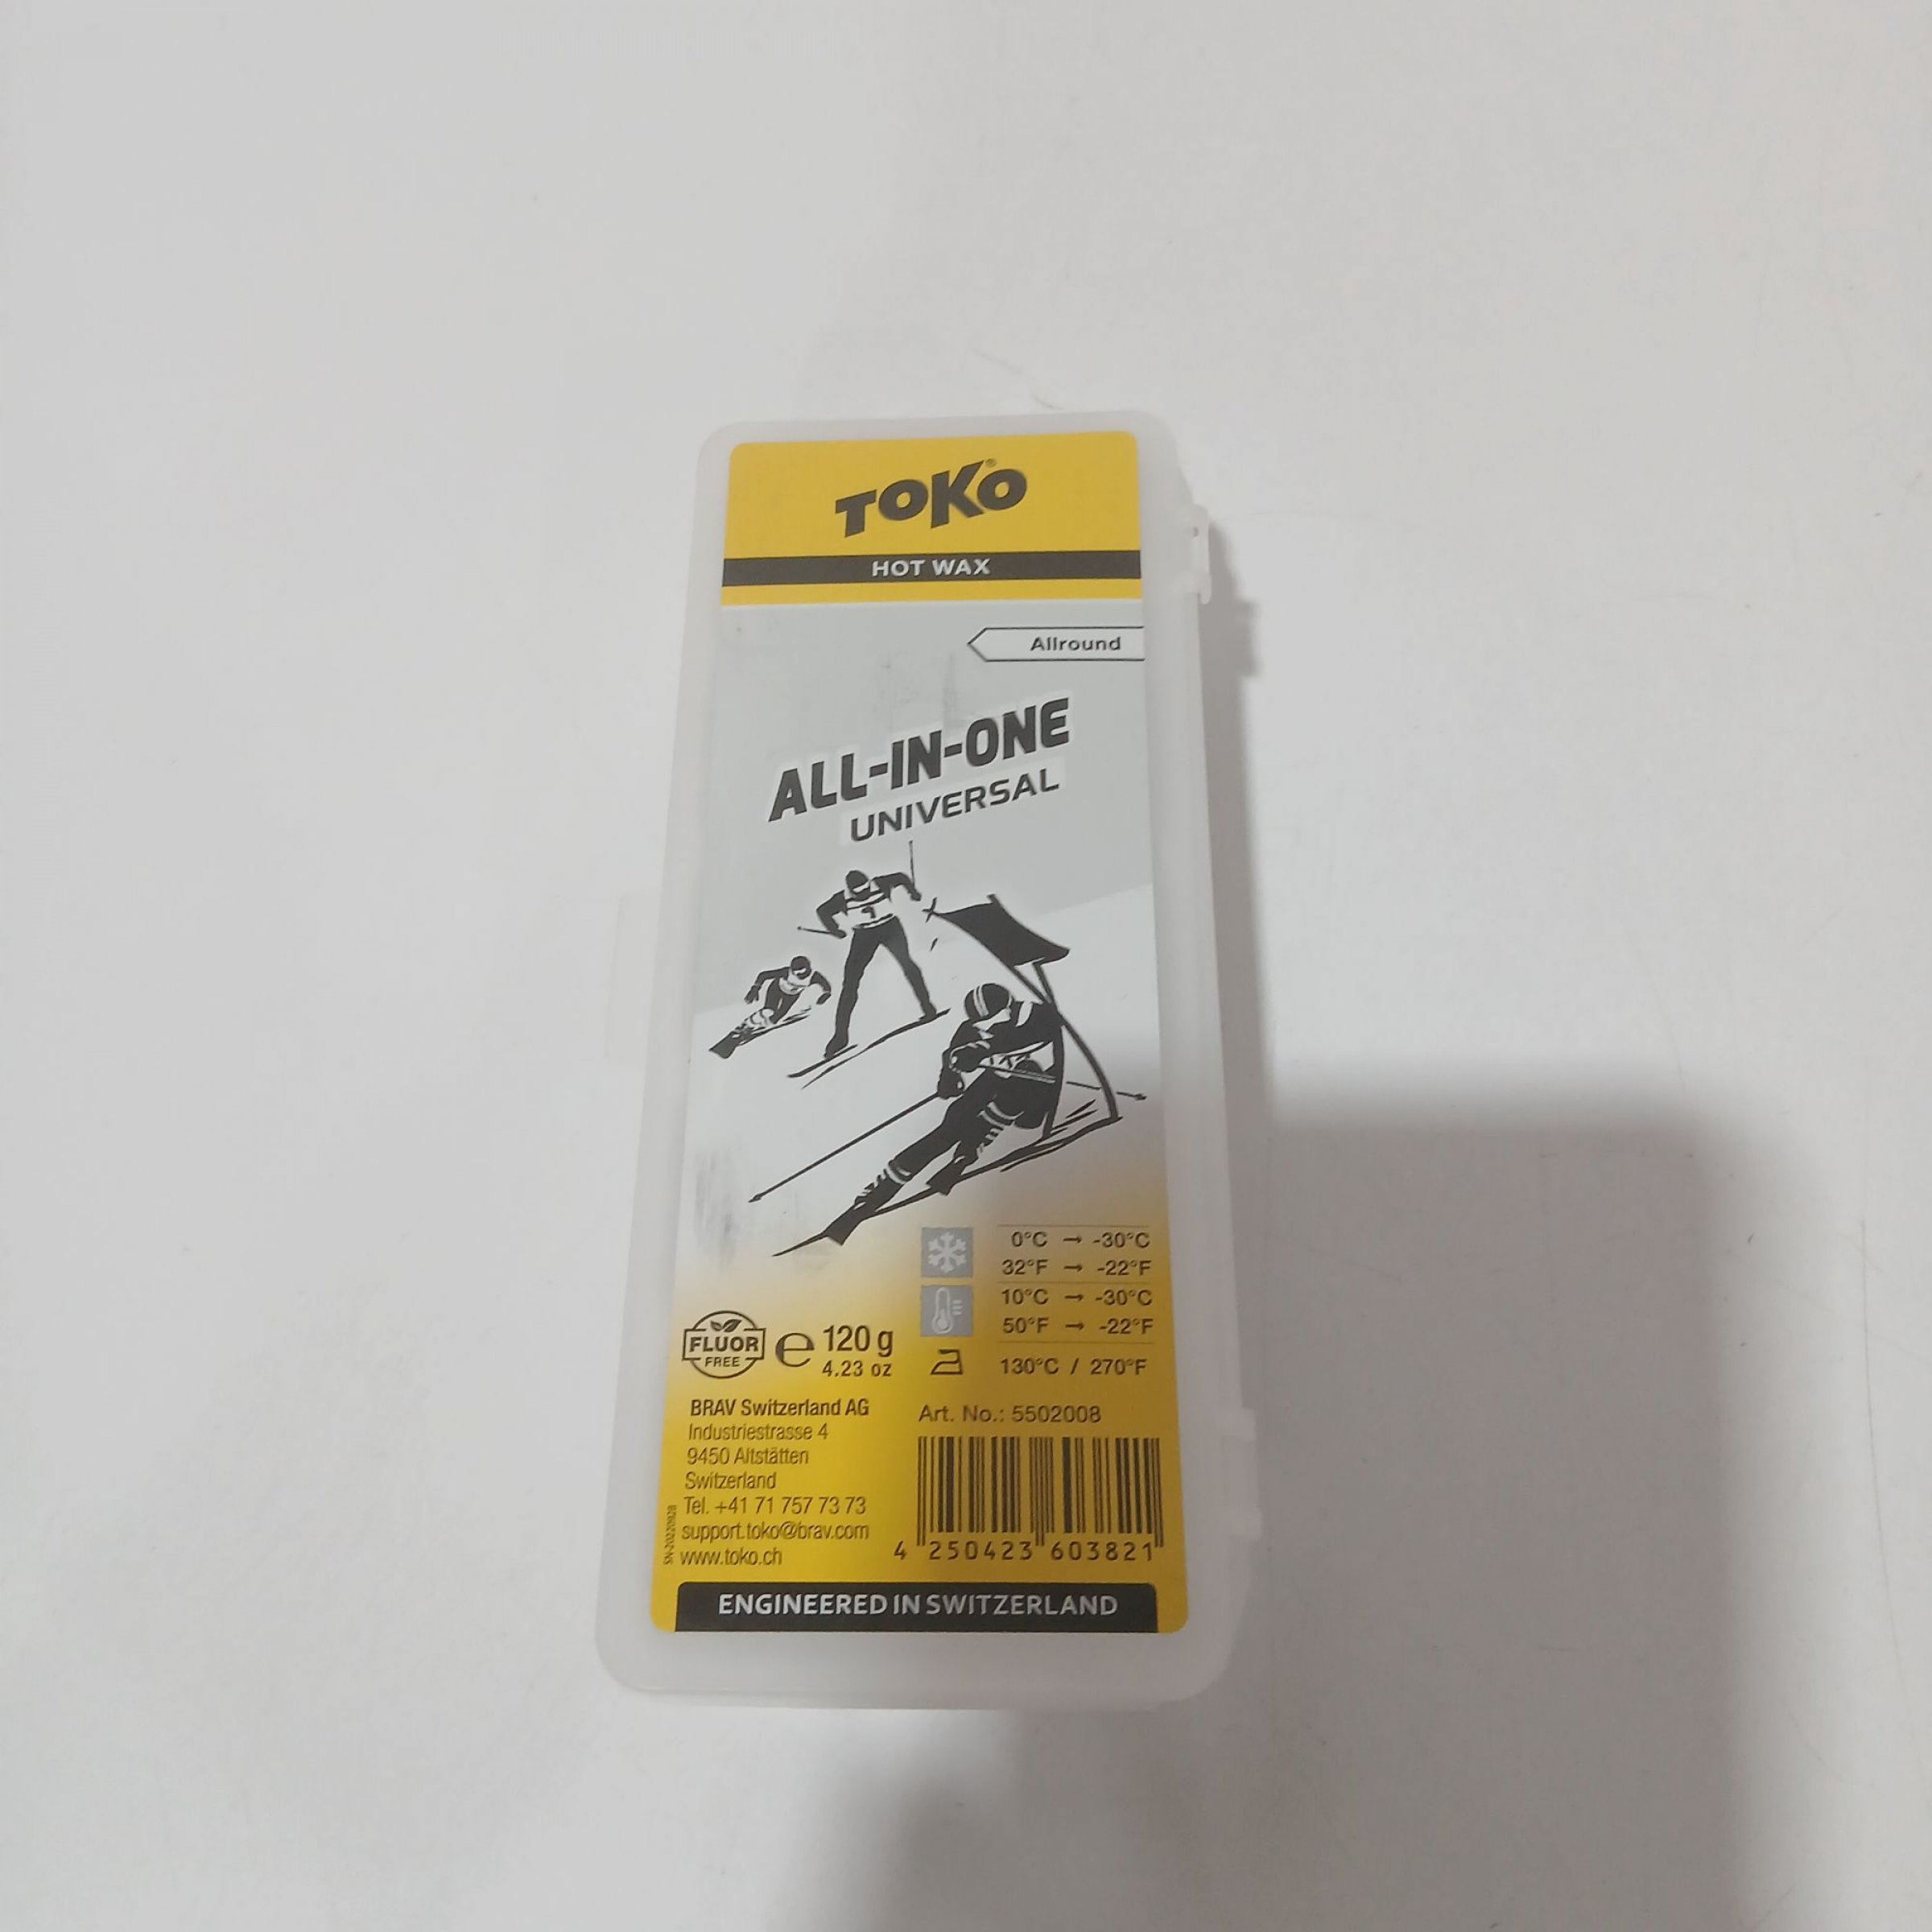 TOKO®
HOT WAX
Allround
ALL-IN-ONE
UNIVERSAL
0°C → -30°C
32°F → -22°F
10°C → -30°C
50°F → -22°F
130°C / 270°F
FLUOR
FREE
e 120 g
4.23 oz
BRAV Switzerland AG
Industriestrasse 4
9450 Altstätten
Switzerland
Tel. +41 71 757 73 73
support.toko@brav.com
www.toko.ch
Art. No.: 5502008
4 250423 603821
ENGINEERED IN SWITZERLAND